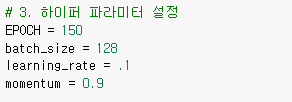 # 3. 하이퍼 파라미터 설정
EPOCH = 150
batch_size = 128
learning_rate = .1
momentum = 0.9